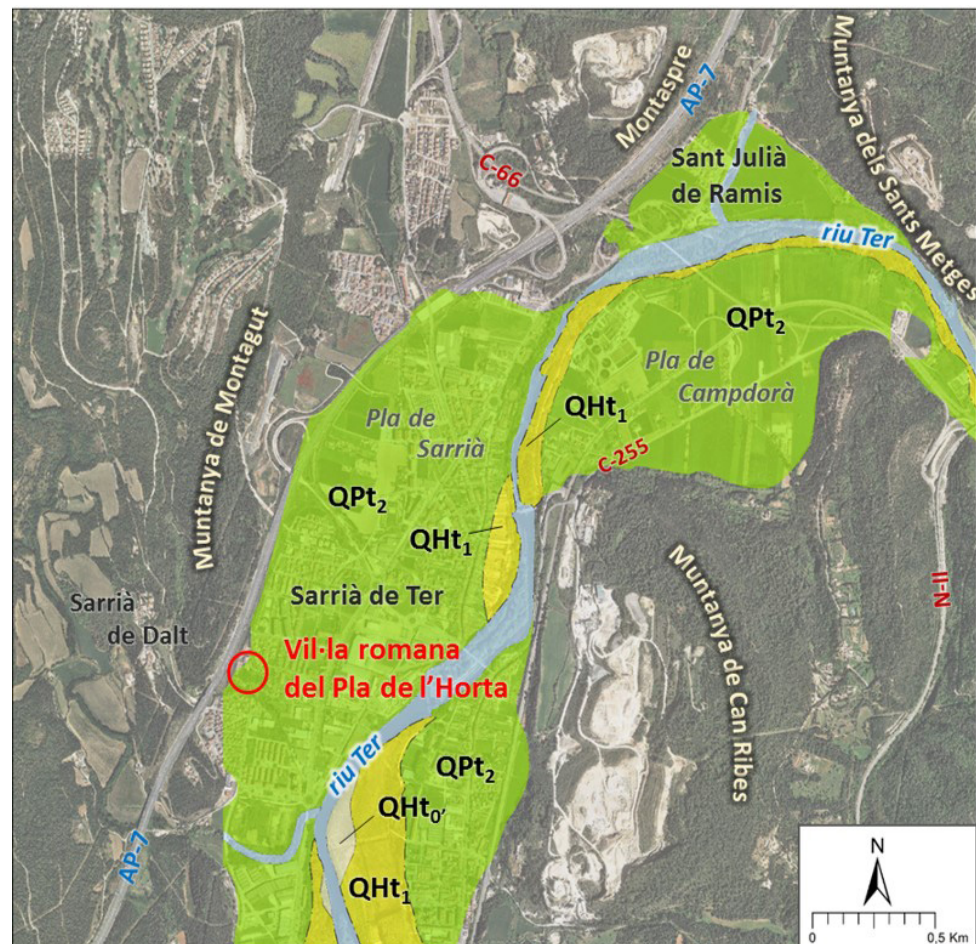 Montaspre
AP-7
Muntanya dels Sants Metges
C-66
Sant Julià
de Ramis
riu Ter
QPt₂
Pla de
Campdorà
Muntanya de Montagut
Pla de
Sarrià
QHt₁
C-255
QPt₂
QHt₁
Sarrià de Ter
Muntanya de Can Ribes
N-II
Sarrià
de Dalt
Vil·la romana
del Pla de l'Horta
riu Ter
QPt₂
QHt₀'
AP-7
QHt₁
N
0
0,5 Km